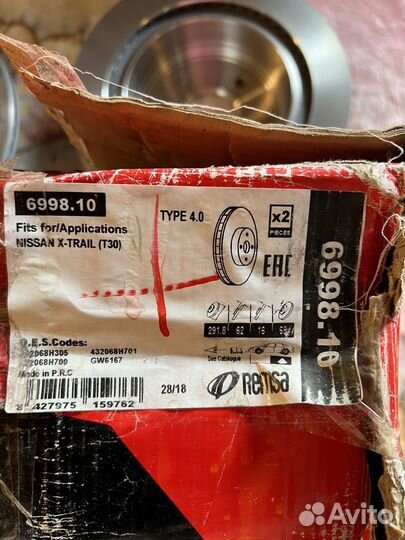 6998.10
Fits for/Applications
NISSAN X-TRAIL (T30)
TYPE 4.0
x2
PIECES
EAC
6998.10
291.8 62 16
See Catalogue
O.E.S.Codes:
432068H701
GW6167
Made in P.R.C
28/18
remsa
427975 159762
Avito